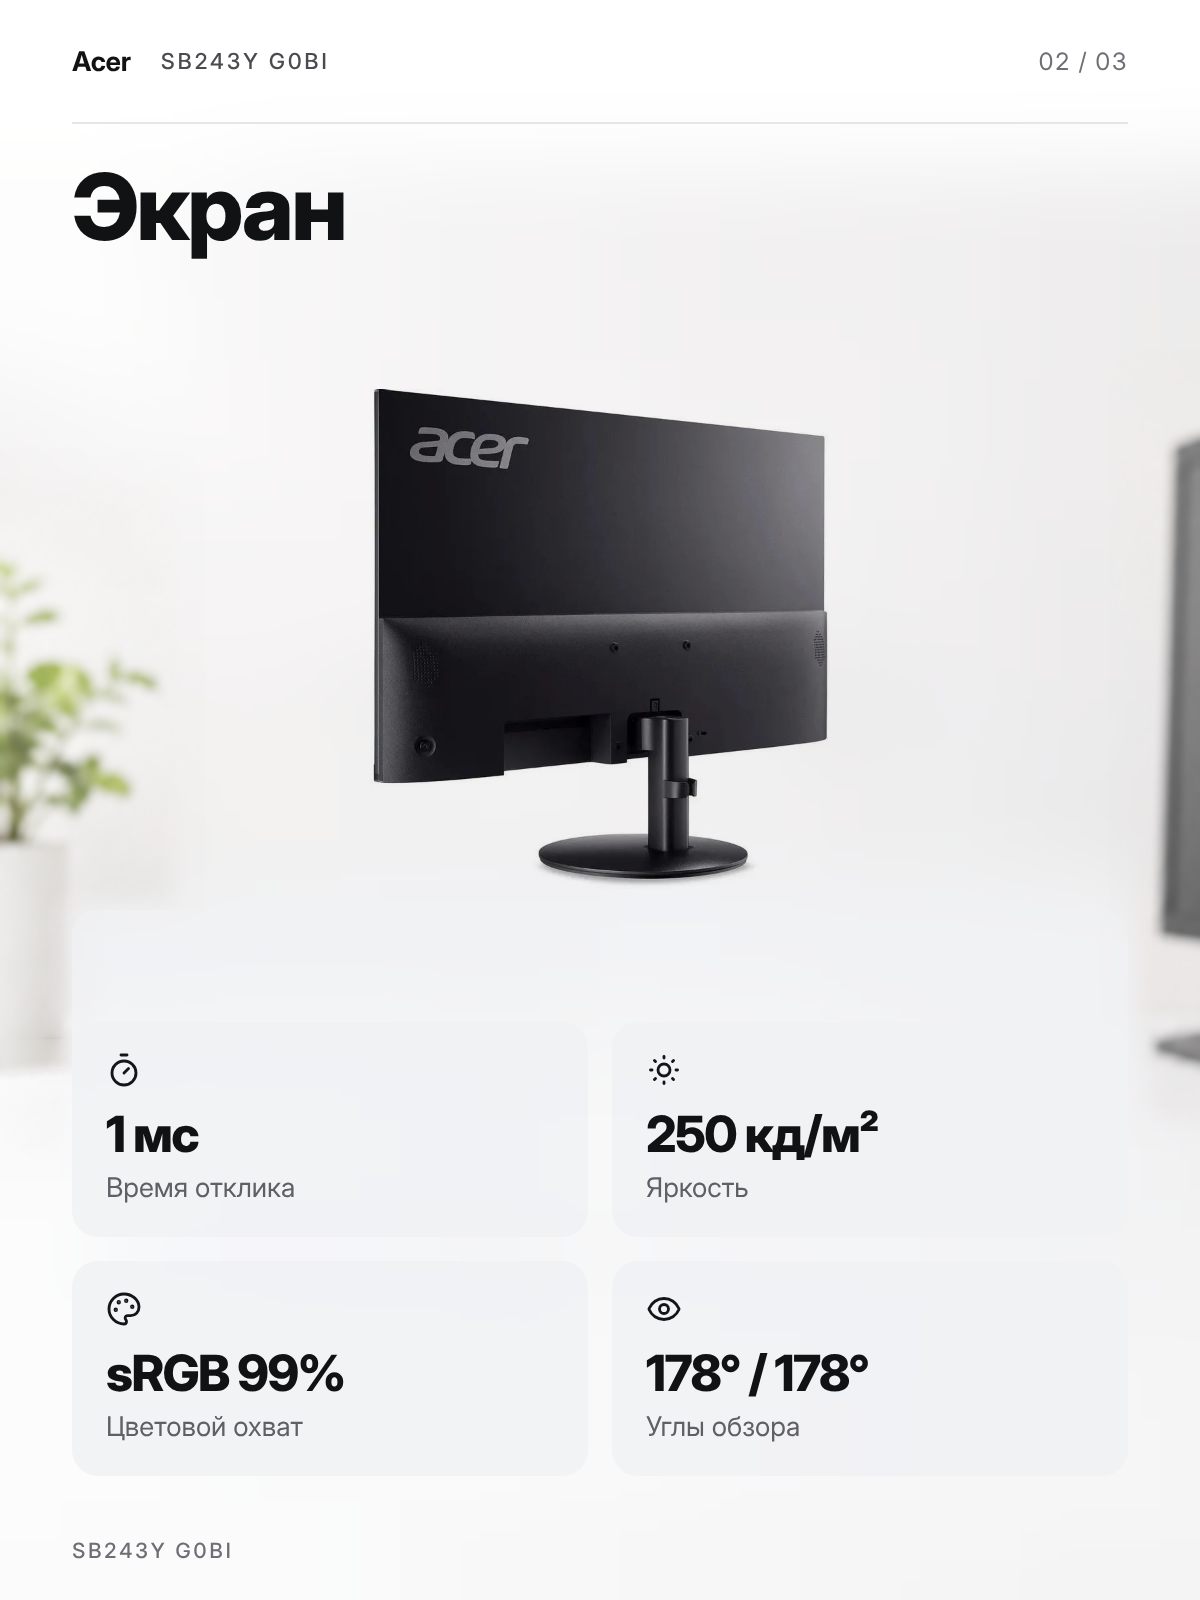 Acer SB243Y G0BI 02 / 03
Экран
acer
1 мс
Время отклика
250 кд/м²
Яркость
sRGB 99%
Цветовой охват
178° / 178°
Углы обзора
SB243Y G0BI